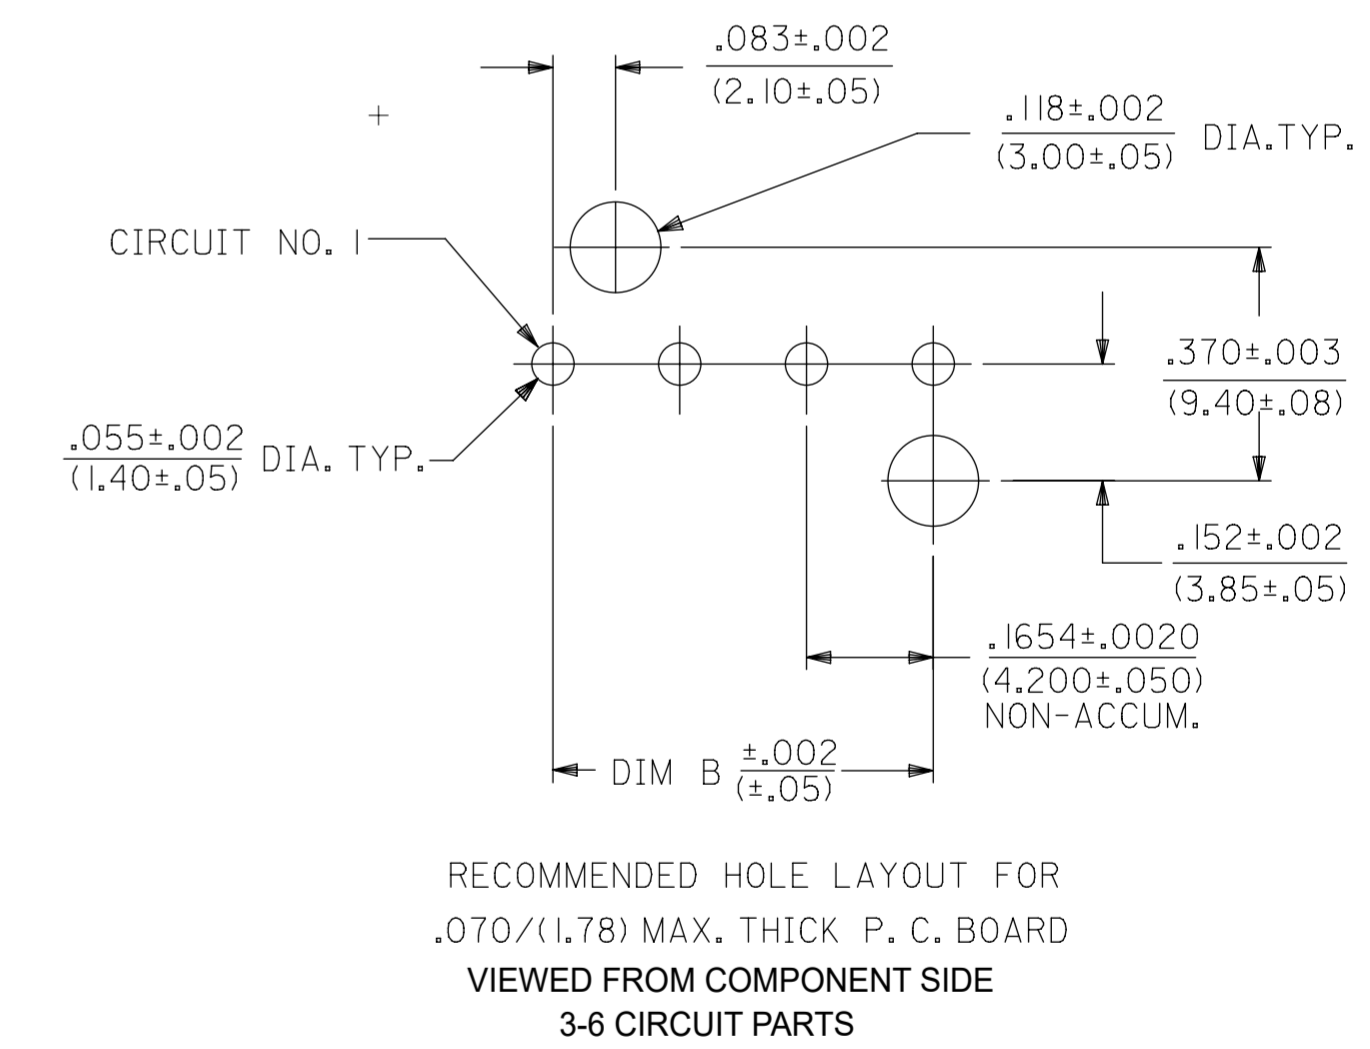 .083±.002
(2.10±.05)
.118±.002
(3.00±.05)
DIA.TYP.
CIRCUIT NO. 1
.370±.003
(9.40±.08)
.055±.002
(1.40±.05)
DIA. TYP.
.152±.002
(3.85±.05)
.1654±.0020
(4.200±.050)
NON-ACCUM.
DIM B ±.002
(±.05)
RECOMMENDED HOLE LAYOUT FOR
.070/(1.78) MAX. THICK P. C. BOARD
VIEWED FROM COMPONENT SIDE
3-6 CIRCUIT PARTS